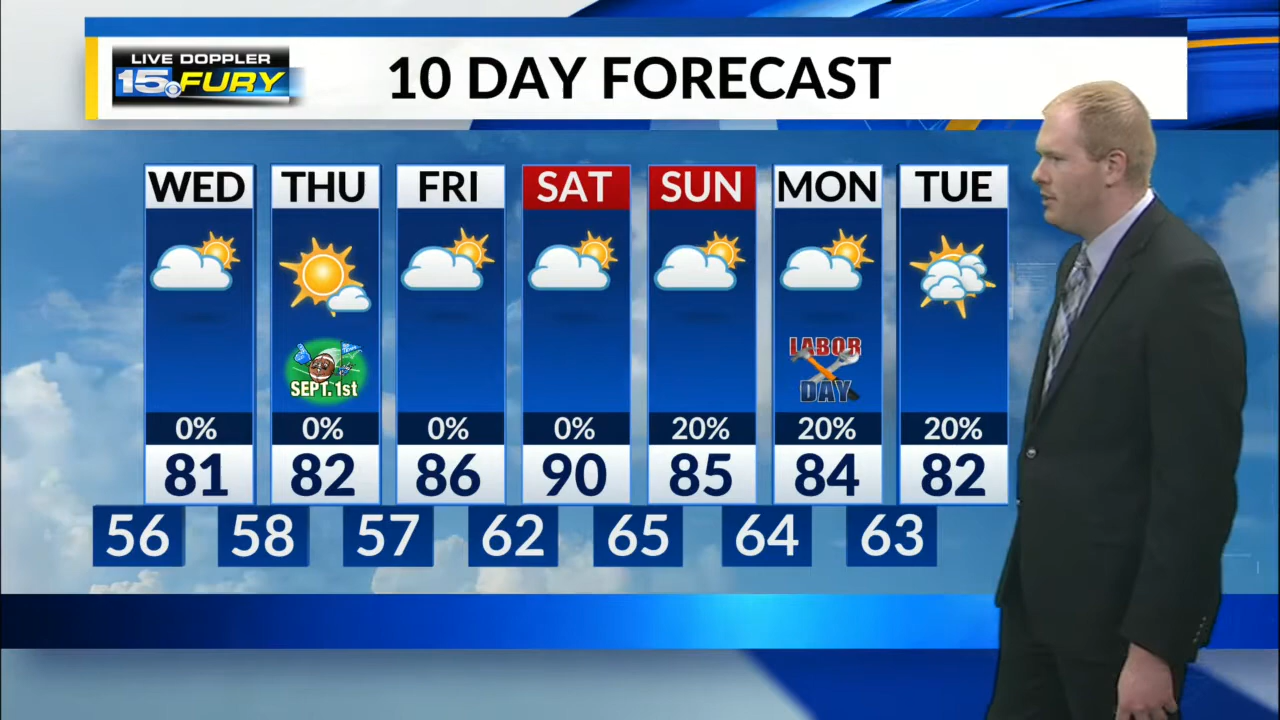 LIVE DOPPLER
15 FURY
10 DAY FORECAST
WED THU FRI SAT SUN MON TUE
SEPT. 1st
LABOR
DAY
0% 0% 0% 0% 20% 20% 20%
81 82 86 90 85 84 82
56 58 57 62 65 64 63